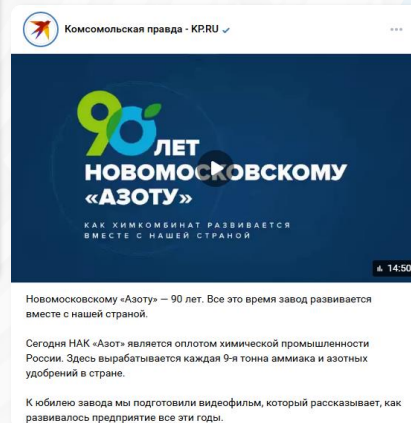 Комсомольская правда - KP.RU
90 ЛЕТ
НОВОМОСКОВСКОМУ
«АЗОТУ»
КАК ХИМКОМБИНАТ РАЗВИВАЕТСЯ
ВМЕСТЕ С НАШЕЙ СТРАНОЙ
14:50
Новомосковскому «Азоту» — 90 лет. Все это время завод развивается
вместе с нашей страной.
Сегодня НАК «Азот» является оплотом химической промышленности
России. Здесь вырабатывается каждая 9-я тонна аммиака и азотных
удобрений в стране.
К юбилею завода мы подготовили видеофильм, который рассказывает, как
развивалось предприятие все эти годы.